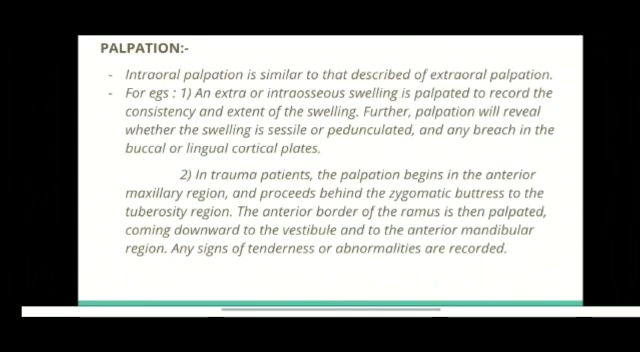 PALPATION:-
- Intraoral palpation is similar to that described of extraoral palpation.
- For egs : 1) An extra or intraosseous swelling is palpated to record the
consistency and extent of the swelling. Further, palpation will reveal
whether the swelling is sessile or pedunculated, and any breach in the
buccal or lingual cortical plates.
2) In trauma patients, the palpation begins in the anterior
maxillary region, and proceeds behind the zygomatic buttress to the
tuberosity region. The anterior border of the ramus is then palpated,
coming downward to the vestibule and to the anterior mandibular
region. Any signs of tenderness or abnormalities are recorded.